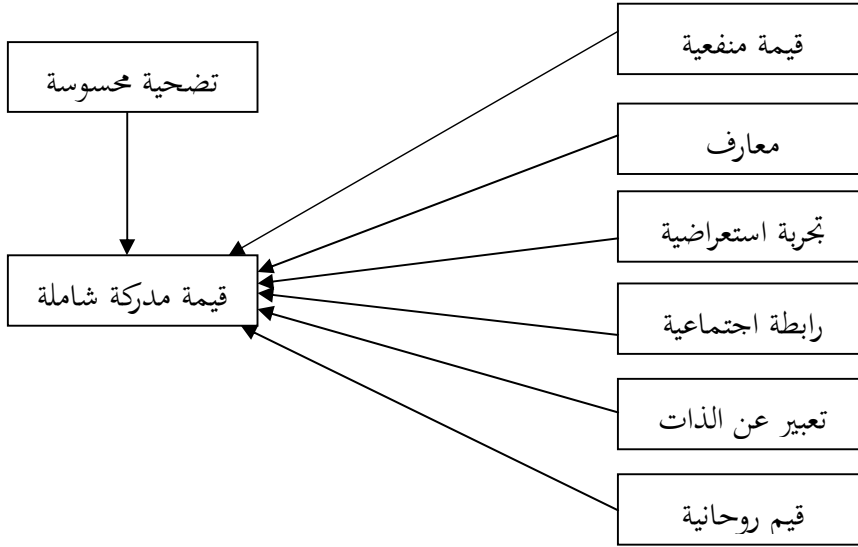 قيمة منفعية
تضحية محسوسة
معارف
تجربة استعراضية
قيمة مدركة شاملة
رابطة اجتماعية
تعبير عن الذات
قيم روحانية